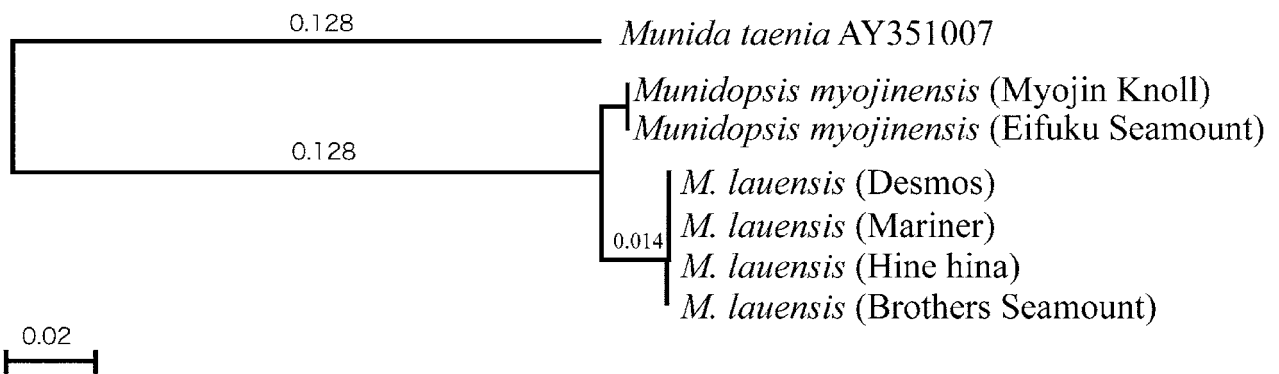 0.128
Munida taenia AY351007
Munidopsis myojinensis (Myojin Knoll)
Munidopsis myojinensis (Eifuku Seamount)
0.128
M. lauensis (Desmos)
M. lauensis (Mariner)
0.014
M. lauensis (Hine hina)
M. lauensis (Brothers Seamount)
0.02